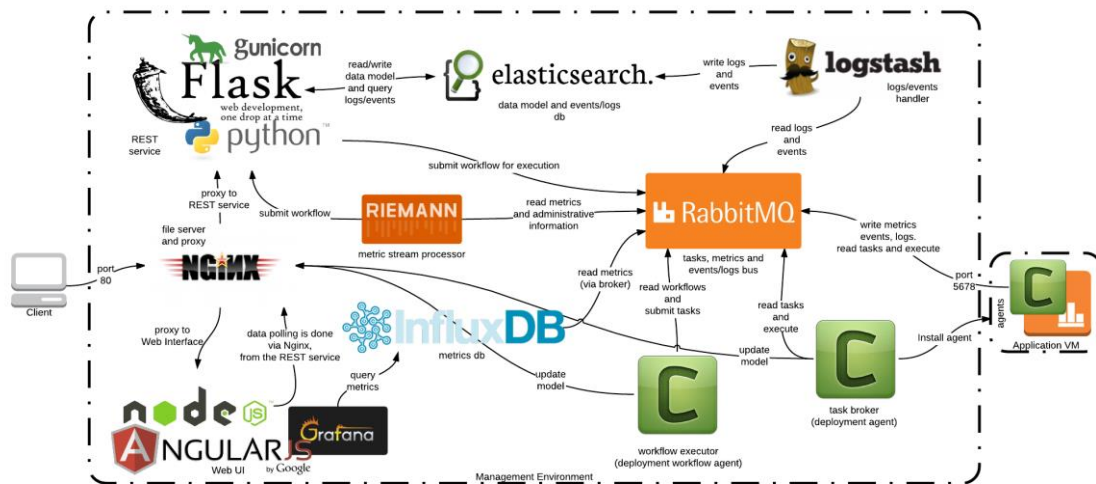 gunicorn
Flask
web development,
one drop at a time
python
TM
REST
service
read/write
data model
and query
logs/events
elasticsearch.
data model and events/logs
db
write logs
and
events
logstash
logs/events
handler
read logs
and
events
submit workflow for execution
proxy to
REST service
submit workflow
RIEMANN
metric stream processor
read metrics
and administrative
information
RabbitMQ
tasks, metrics and
events/logs bus
write metrics
events, logs.
read tasks and execute
file server
and proxy
NGINX
port
80
Client
port
5678
agents
C
Application VM
proxy to
Web Interface
data polling is done
via Nginx,
from the REST service
InfluxDB
metrics db
read metrics
(via broker)
read workflows
and
submit tasks
read tasks
and
execute
Install agent
update
model
update
model
query
metrics
node
JS
TM
A
ANGULARJS
by Google
Web UI
Grafana
C
workflow executor
(deployment workflow agent)
C
task broker
(deployment agent)
Management Environment